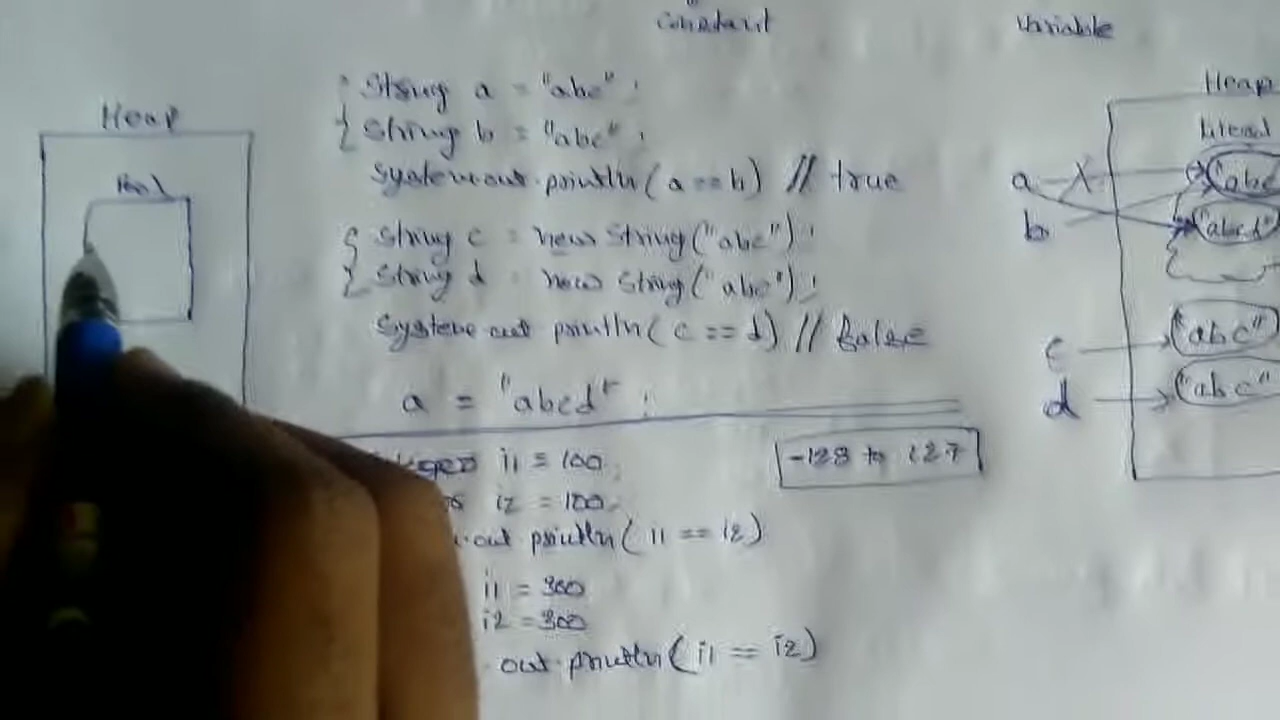 Constant
Variable
Heap
Pool
String a = "abc" ;
String b = "abc" ;
System.out.println(a == b) // true
String c = new String("abc") ;
String d = new String("abc") ;
System.out.println(c == d) // false
a = "abcd" ;
i1 = 100;
i2 = 100;
out.println(i1 == i2)
i1 = 300
i2 = 300
out.println(i1 == i2)
-128 to 127
Heap
literal
a
"abc
b
"abcd"
c
"abc"
d
"abc"